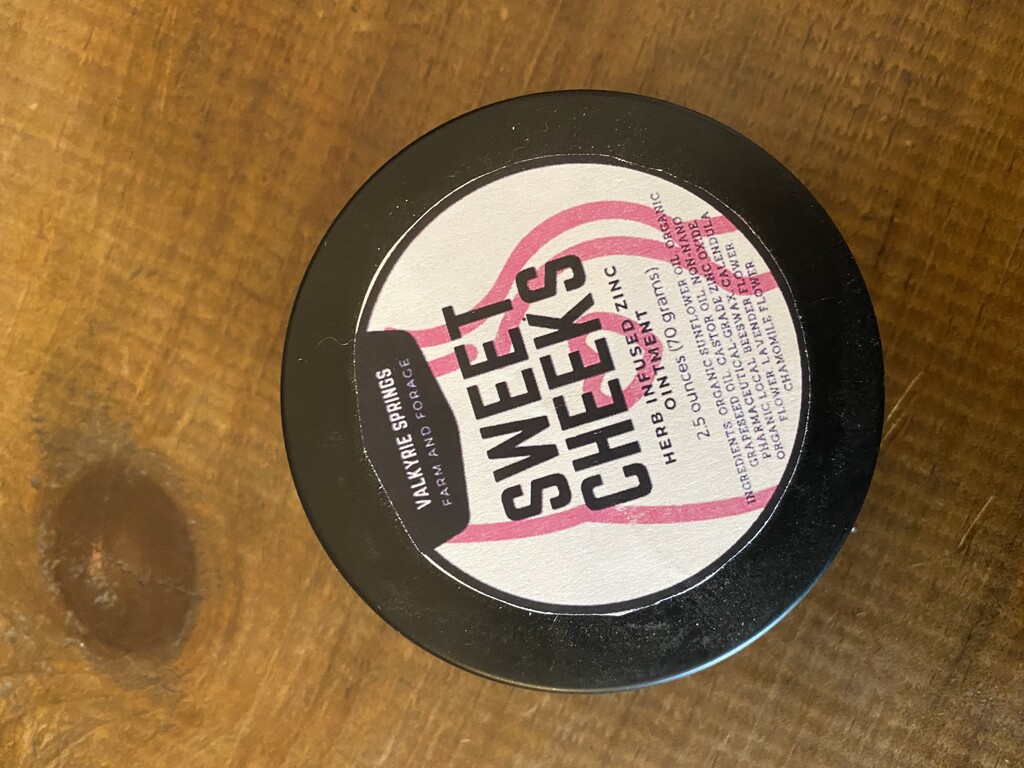 VALKYRIE SPRINGS
FARM AND FORAGE
SWEET
CHEEKS
HERB INFUSED ZINC
OINTMENT
2.5 ounces (70 grams)
INGREDIENTS: ORGANIC SUNFLOWER OIL, ORGANIC
GRAPESEED OIL, CASTOR OIL, NON-NANO
PHARMACEUTICAL-GRADE ZINC OXIDE,
PHARM LOCAL BEESWAX, CALENDULA
ORGANIC LAVENDER FLOWER
FLOWER,
CHAMOMILE FLOWER